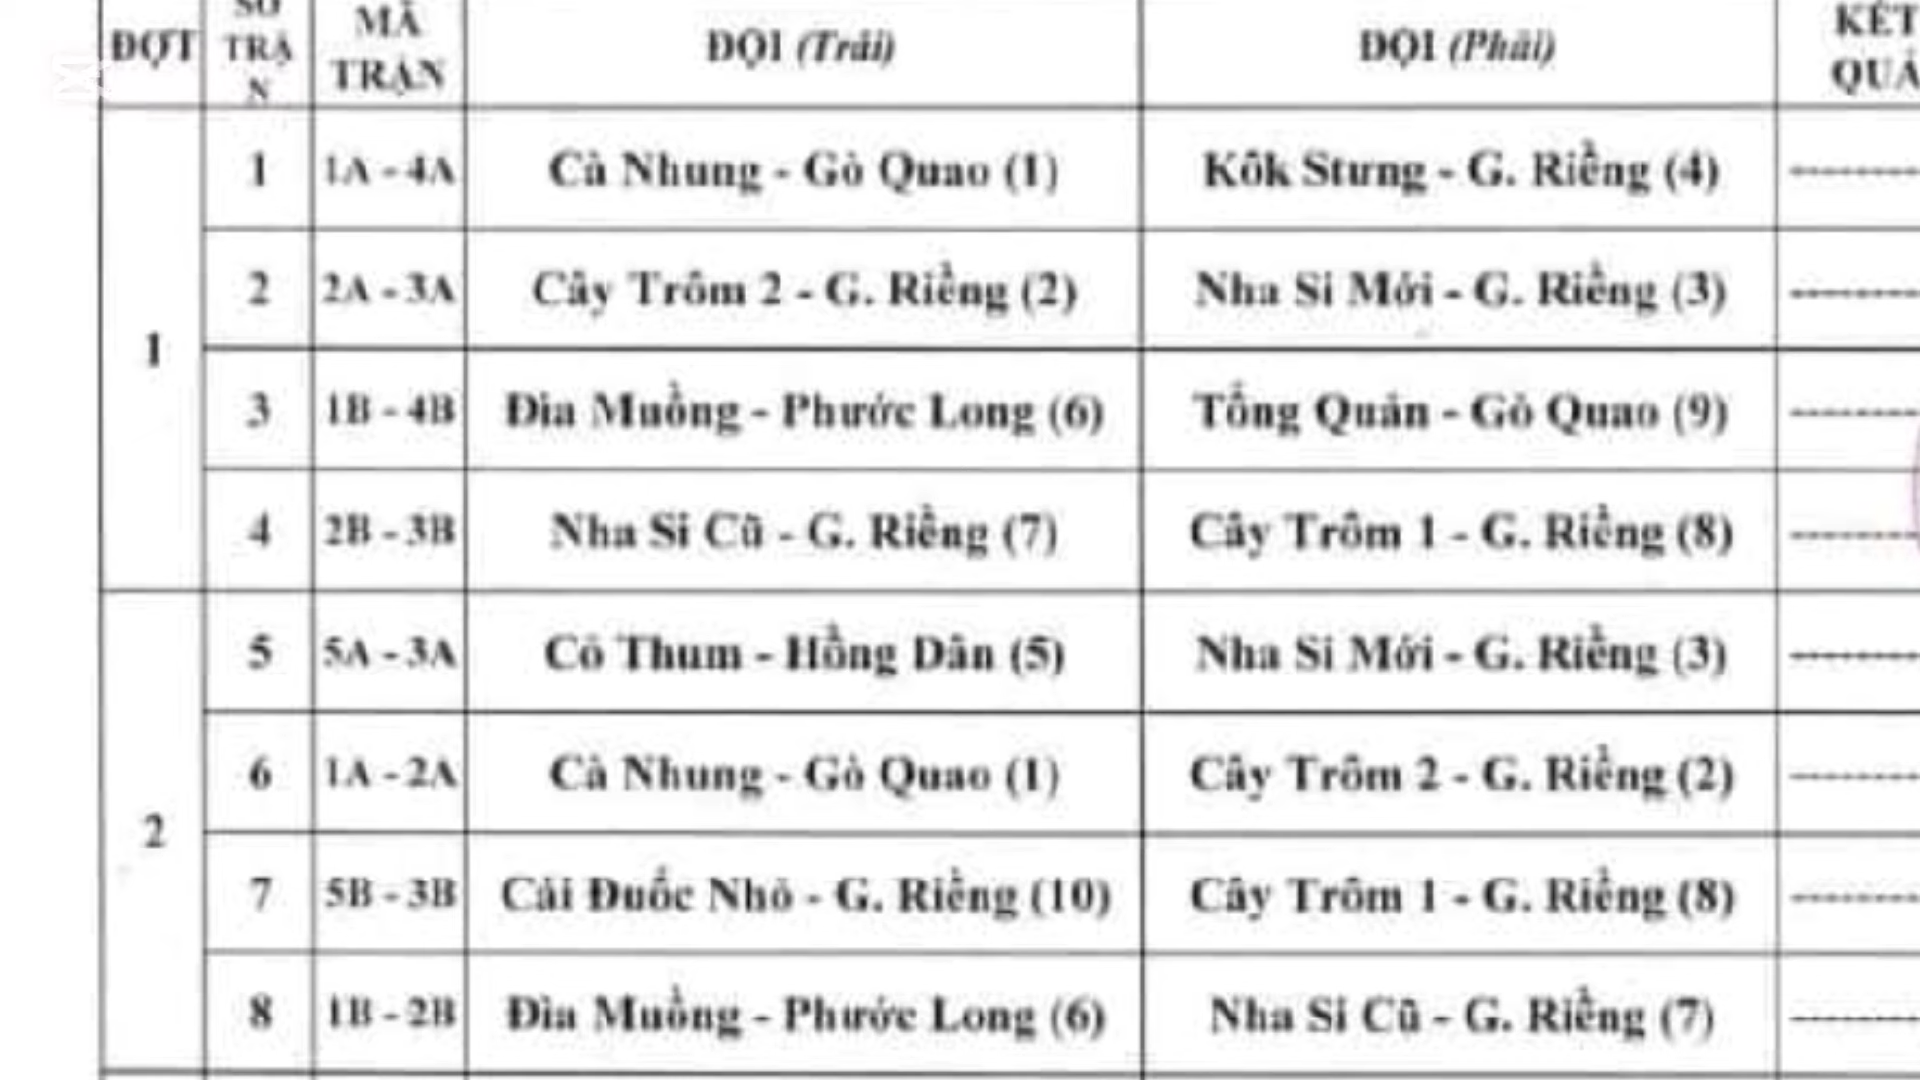 ĐỢT SỐ TRẬN MÃ TRẬN ĐỘI (Trái) ĐỘI (Phải) KẾT QUẢ
1
1 1A - 4A Cà Nhung - Gò Quao (1) Kôk Stưng - G. Riềng (4)
2 2A - 3A Cây Trôm 2 - G. Riềng (2) Nha Si Mới - G. Riềng (3)
3 1B - 4B Đìa Muồng - Phước Long (6) Tổng Quản - Gò Quao (9)
4 2B - 3B Nha Si Cũ - G. Riềng (7) Cây Trôm 1 - G. Riềng (8)
2
5 5A - 3A Cỏ Thum - Hồng Dân (5) Nha Si Mới - G. Riềng (3)
6 1A - 2A Cà Nhung - Gò Quao (1) Cây Trôm 2 - G. Riềng (2)
7 5B - 3B Cái Đuốc Nhỏ - G. Riềng (10) Cây Trôm 1 - G. Riềng (8)
8 1B - 2B Đìa Muồng - Phước Long (6) Nha Si Cũ - G. Riềng (7)